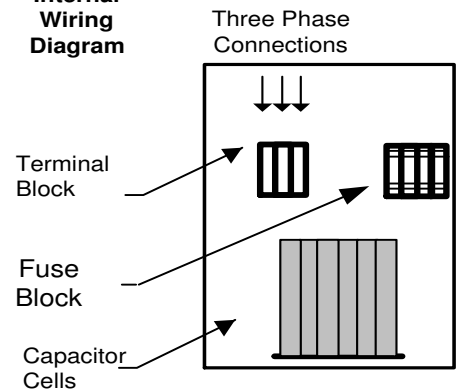 Wiring
Diagram
Three Phase
Connections
Terminal
Block
Fuse
Block
Capacitor
Cells